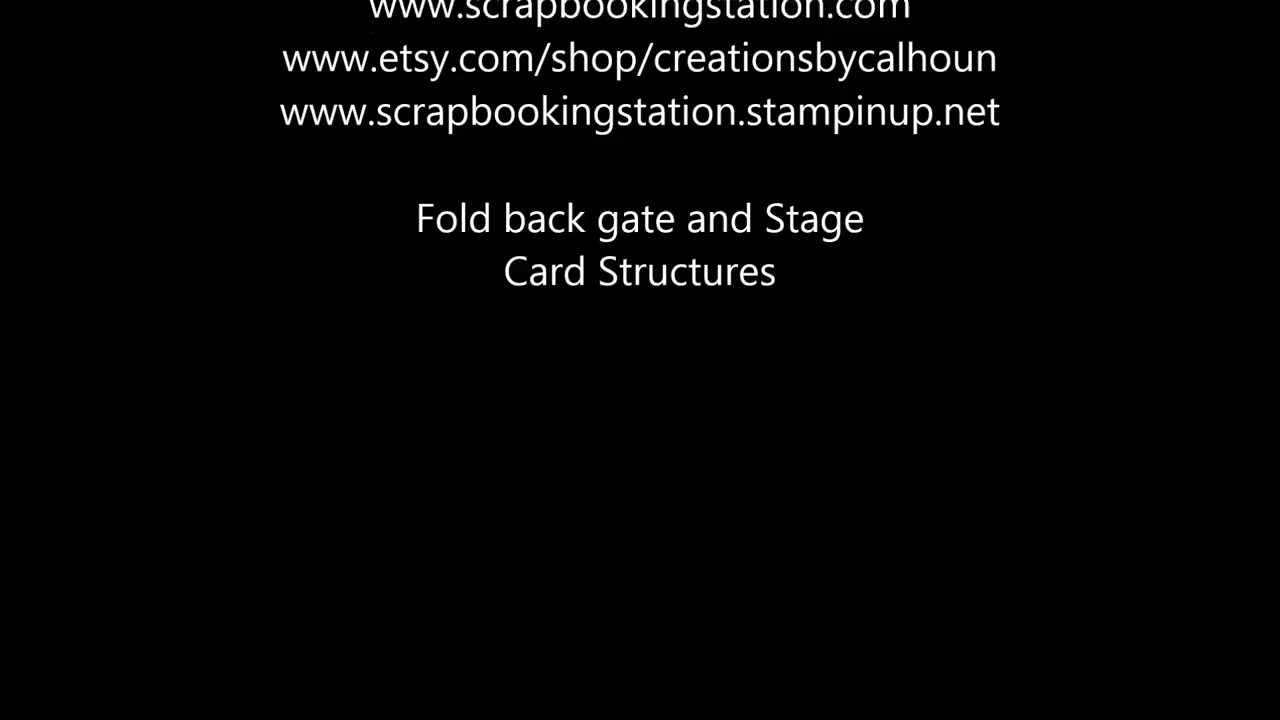 www.scrapbookingstation.com
www.etsy.com/shop/creationsbycalhoun
www.scrapbookingstation.stampinup.net
Fold back gate and Stage
Card Structures